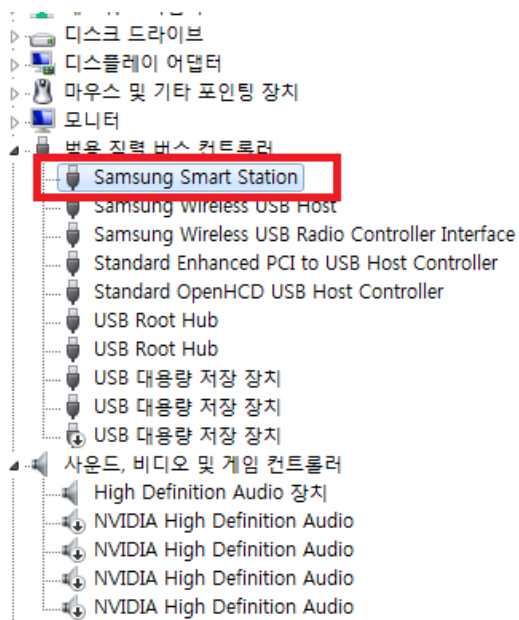 디스크 드라이브
디스플레이 어댑터
마우스 및 기타 포인팅 장치
모니터
범용 직렬 버스 컨트롤러
Samsung Smart Station
Samsung Wireless USB Host
Samsung Wireless USB Radio Controller Interface
Standard Enhanced PCI to USB Host Controller
Standard OpenHCD USB Host Controller
USB Root Hub
USB Root Hub
USB 대용량 저장 장치
USB 대용량 저장 장치
USB 대용량 저장 장치
사운드, 비디오 및 게임 컨트롤러
High Definition Audio 장치
NVIDIA High Definition Audio
NVIDIA High Definition Audio
NVIDIA High Definition Audio
NVIDIA High Definition Audio